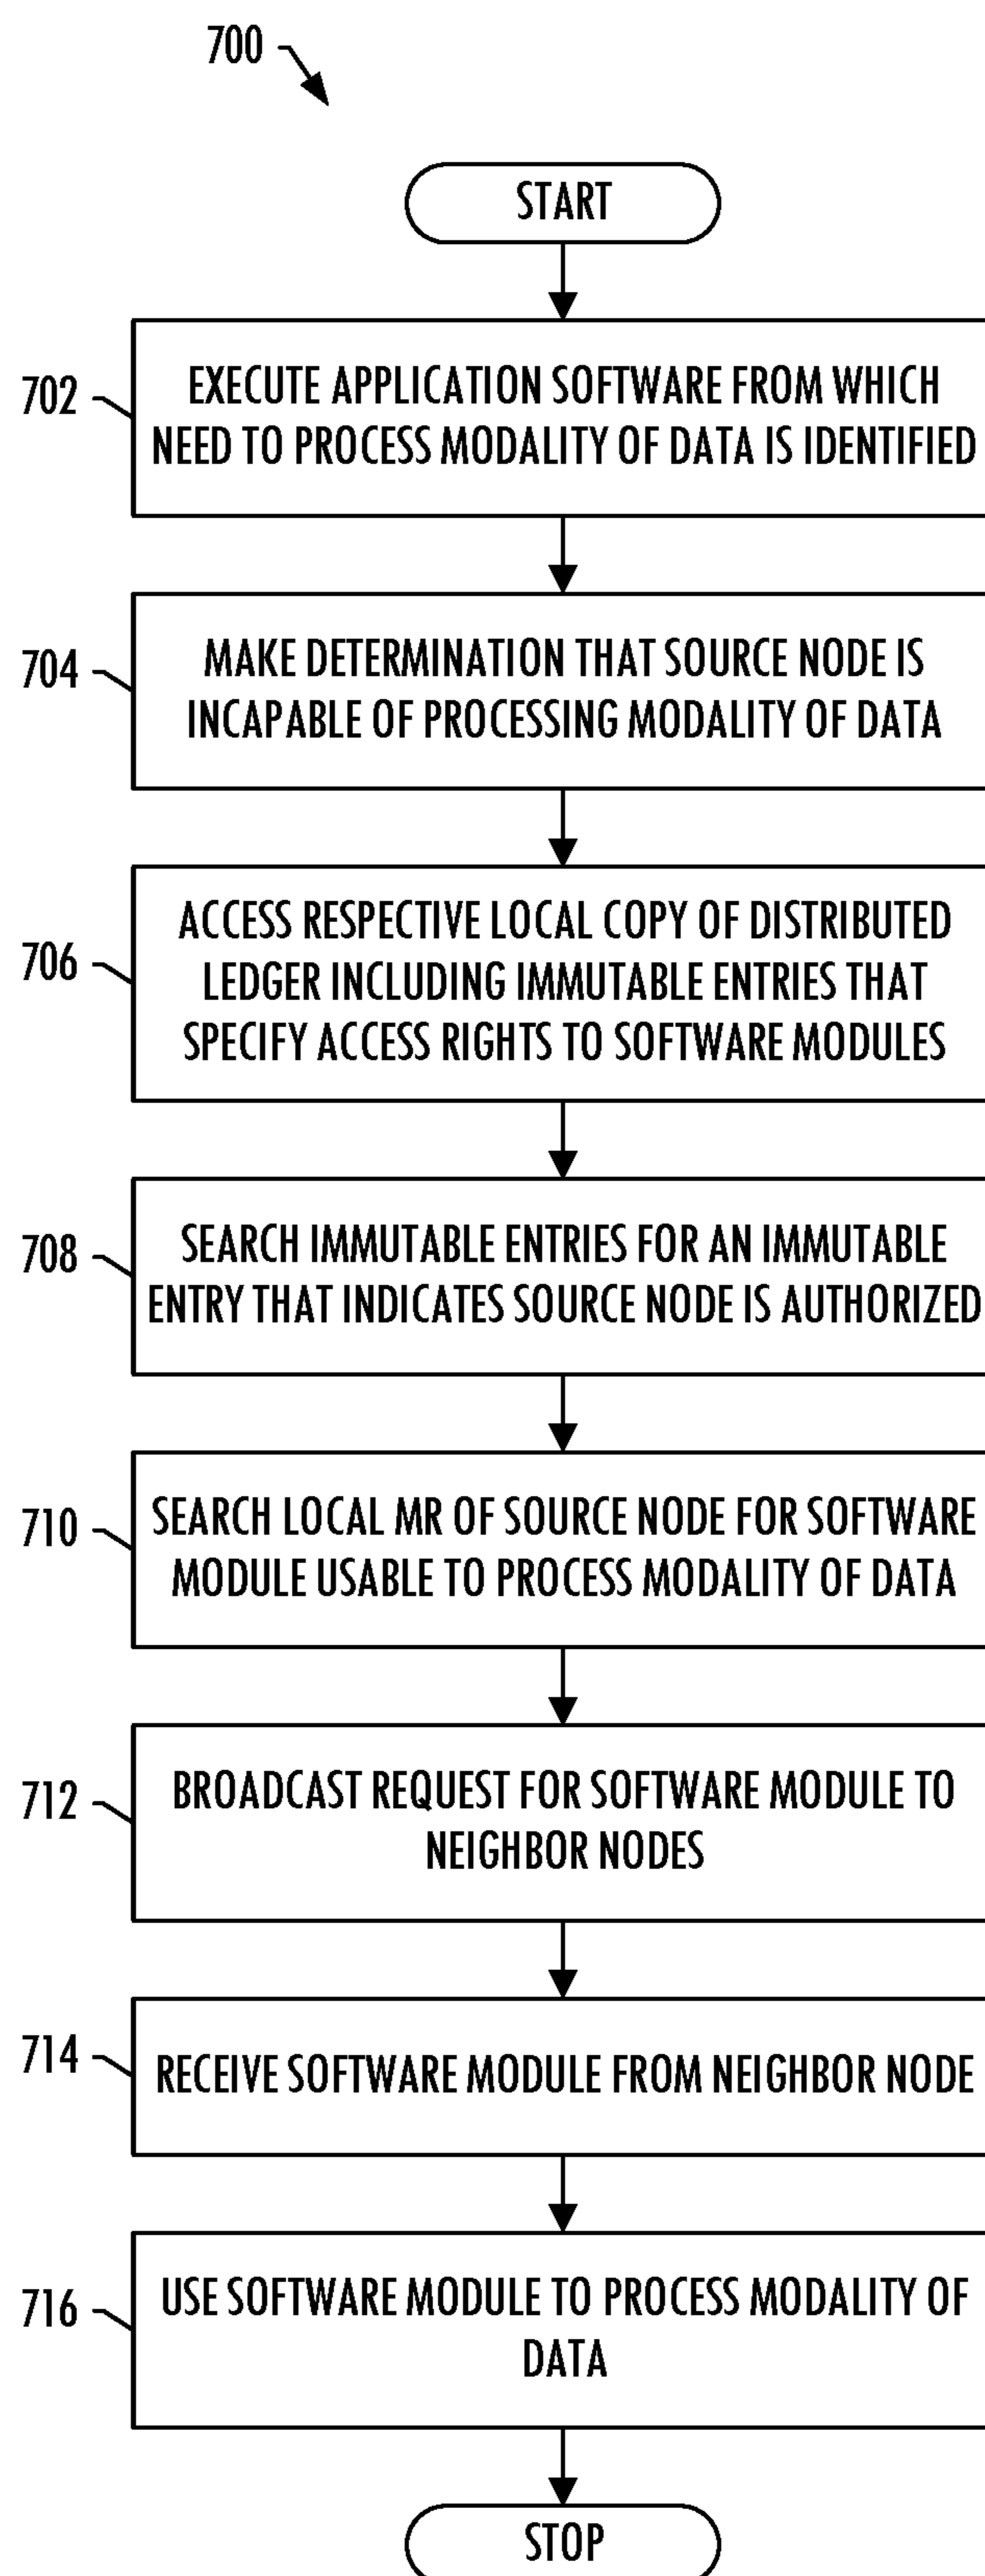 700
START
702
EXECUTE APPLICATION SOFTWARE FROM WHICH
NEED TO PROCESS MODALITY OF DATA IS IDENTIFIED
704
MAKE DETERMINATION THAT SOURCE NODE IS
INCAPABLE OF PROCESSING MODALITY OF DATA
706
ACCESS RESPECTIVE LOCAL COPY OF DISTRIBUTED
LEDGER INCLUDING IMMUTABLE ENTRIES THAT
SPECIFY ACCESS RIGHTS TO SOFTWARE MODULES
708
SEARCH IMMUTABLE ENTRIES FOR AN IMMUTABLE
ENTRY THAT INDICATES SOURCE NODE IS AUTHORIZED
710
SEARCH LOCAL MR OF SOURCE NODE FOR SOFTWARE
MODULE USABLE TO PROCESS MODALITY OF DATA
712
BROADCAST REQUEST FOR SOFTWARE MODULE TO
NEIGHBOR NODES
714
RECEIVE SOFTWARE MODULE FROM NEIGHBOR NODE
716
USE SOFTWARE MODULE TO PROCESS MODALITY OF
DATA
STOP